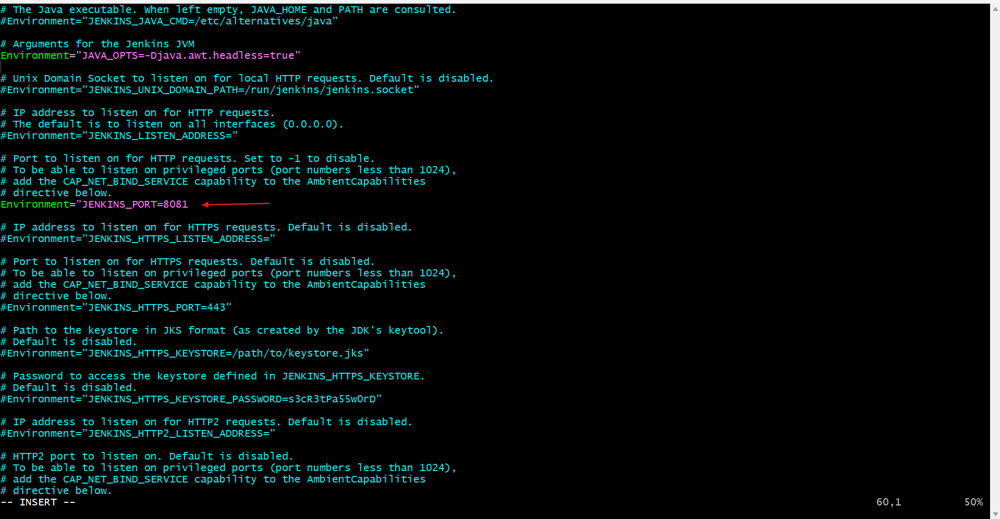 # The Java executable. When left empty, JAVA_HOME and PATH are consulted.
#Environment="JENKINS_JAVA_CMD=/etc/alternatives/java"
# Arguments for the Jenkins JVM
Environment="JAVA_OPTS=-Djava.awt.headless=true"
# Unix Domain Socket to listen on for local HTTP requests. Default is disabled.
#Environment="JENKINS_UNIX_DOMAIN_PATH=/run/jenkins/jenkins.socket"
# IP address to listen on for HTTP requests.
# The default is to listen on all interfaces (0.0.0.0).
#Environment="JENKINS_LISTEN_ADDRESS="
# Port to listen on for HTTP requests. Set to -1 to disable.
# To be able to listen on privileged ports (port numbers less than 1024),
# add the CAP_NET_BIND_SERVICE capability to the AmbientCapabilities
# directive below.
Environment="JENKINS_PORT=8081
# IP address to listen on for HTTPS requests. Default is disabled.
#Environment="JENKINS_HTTPS_LISTEN_ADDRESS="
# Port to listen on for HTTPS requests. Default is disabled.
# To be able to listen on privileged ports (port numbers less than 1024),
# add the CAP_NET_BIND_SERVICE capability to the AmbientCapabilities
# directive below.
#Environment="JENKINS_HTTPS_PORT=443"
# Path to the keystore in JKS format (as created by the JDK's keytool).
# Default is disabled.
#Environment="JENKINS_HTTPS_KEYSTORE=/path/to/keystore.jks"
# Password to access the keystore defined in JENKINS_HTTPS_KEYSTORE.
# Default is disabled.
#Environment="JENKINS_HTTPS_KEYSTORE_PASSWORD=s3cR3tPa55w0rD"
# IP address to listen on for HTTP2 requests. Default is disabled.
#Environment="JENKINS_HTTP2_LISTEN_ADDRESS="
# HTTP2 port to listen on. Default is disabled.
# To be able to listen on privileged ports (port numbers less than 1024),
# add the CAP_NET_BIND_SERVICE capability to the AmbientCapabilities
# directive below.
-- INSERT -- 60,1 50%